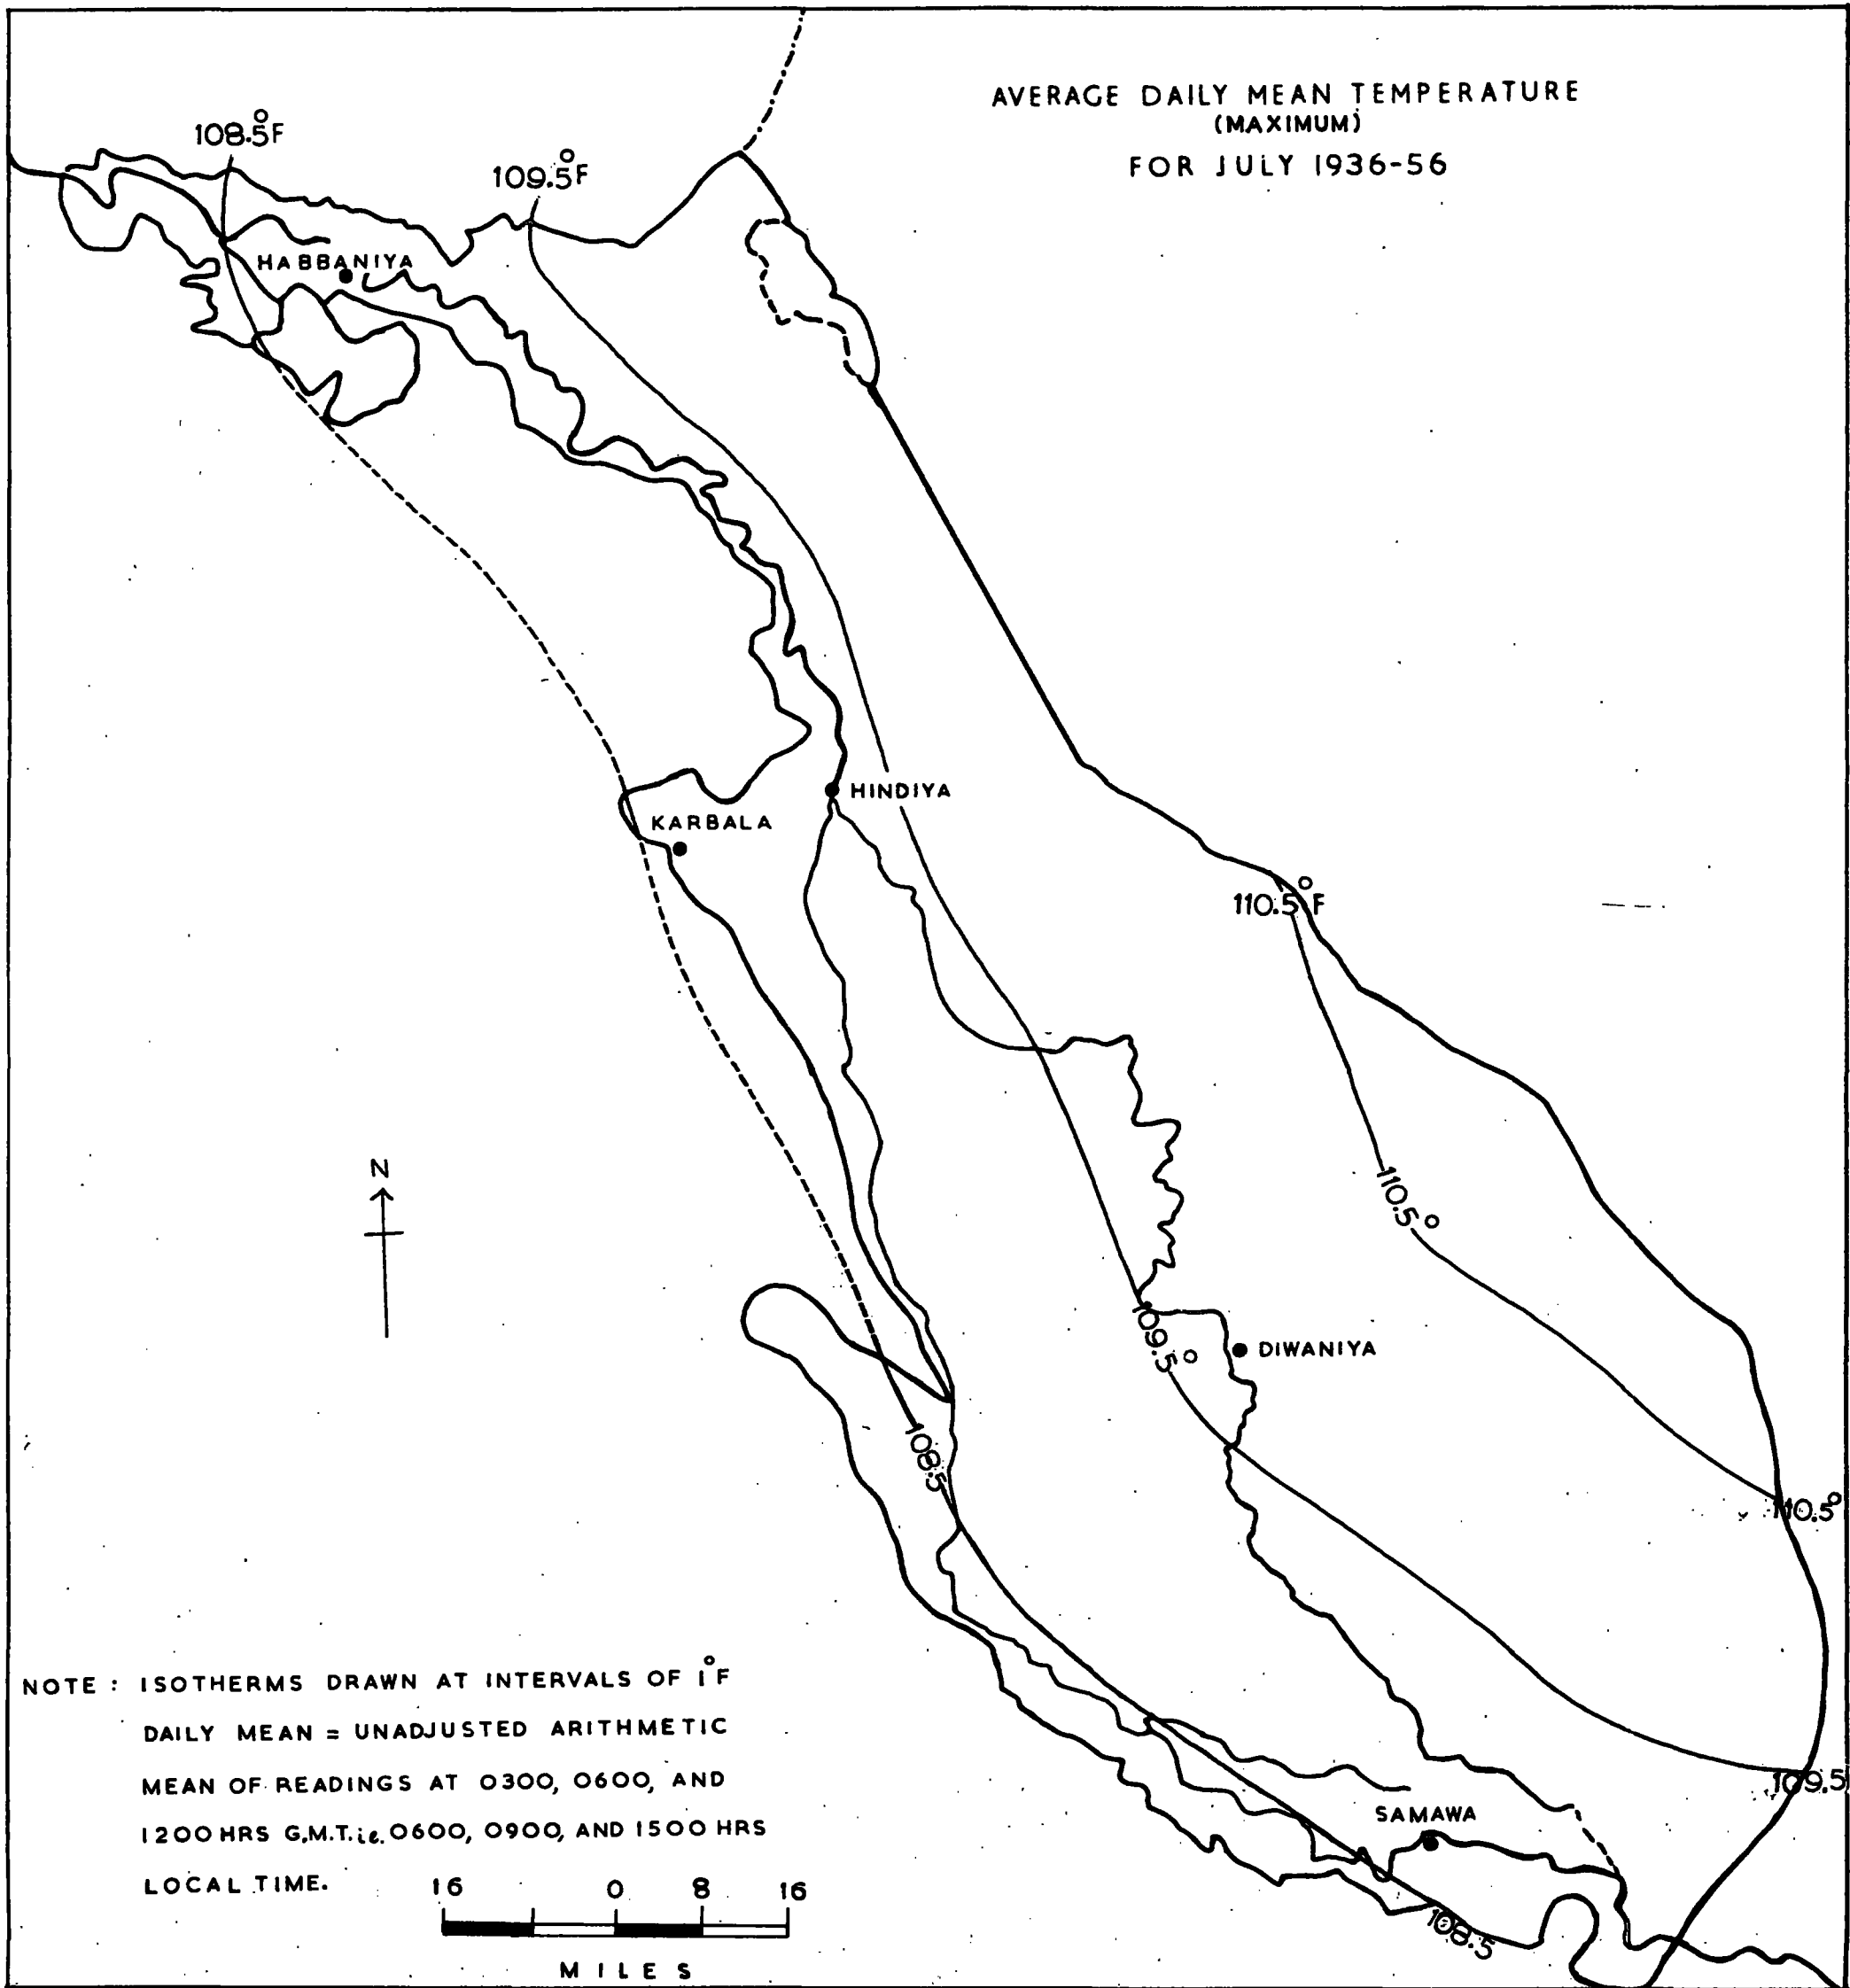 AVERAGE DAILY MEAN TEMPERATURE
(MAXIMUM)
FOR JULY 1936-56
108.5°F
109.5°F
HABBANIYA
HINDIYA
KARBALA
110.5°F
N
110.5°
109.5°
DIWANIYA
108.5
110.5°
109.5
SAMAWA
108.5
NOTE : ISOTHERMS DRAWN AT INTERVALS OF 1°F
DAILY MEAN = UNADJUSTED ARITHMETIC
MEAN OF READINGS AT 0300, 0600, AND
1200 HRS G.M.T. i.e. 0600, 0900, AND 1500 HRS
LOCAL TIME.
16 0 8 16
MILES